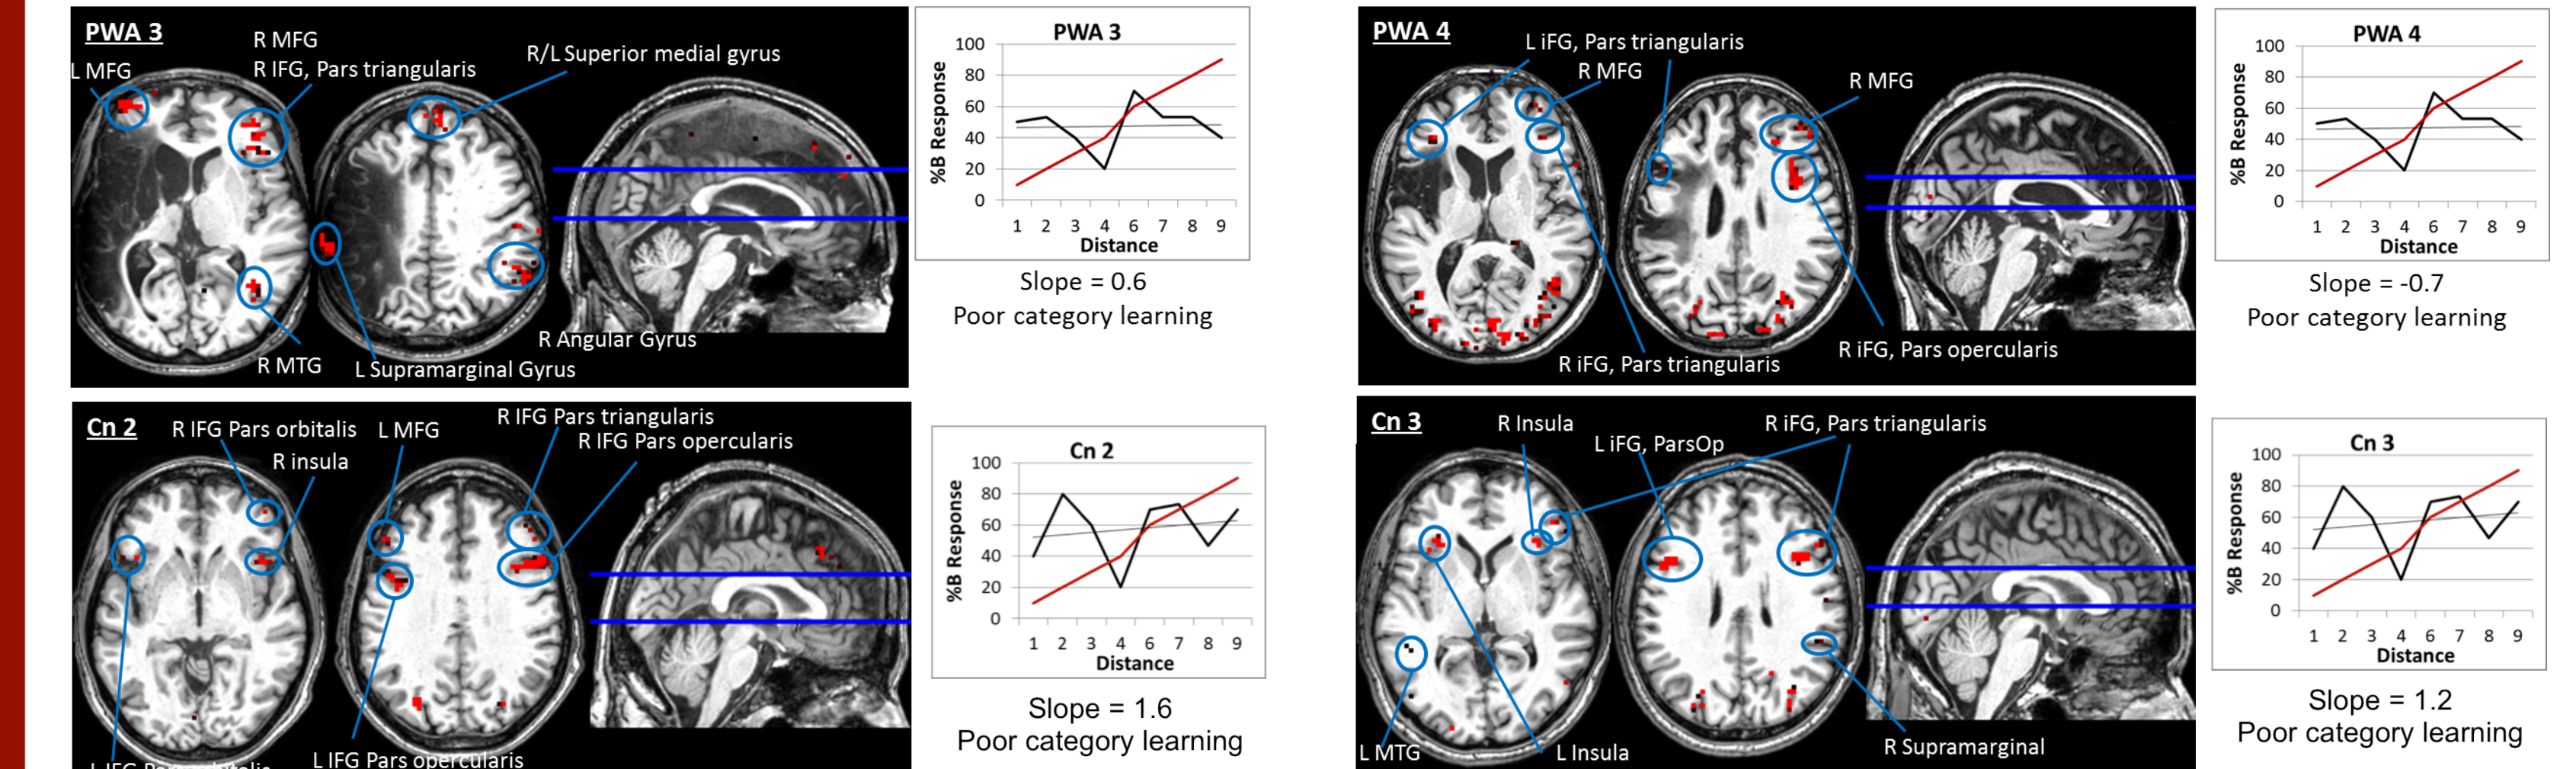 PWA 3
R MFG
R IFG, Pars triangularis
L MFG
R/L Superior medial gyrus
R MTG
L Supramarginal Gyrus
R Angular Gyrus
PWA 3
%B Response
100
80
60
40
20
0
1 2 3 4 6 7 8 9
Distance
Slope = 0.6
Poor category learning
PWA 4
L iFG, Pars triangularis
R MFG
R MFG
R iFG, Pars opercularis
R iFG, Pars triangularis
PWA 4
%B Response
100
80
60
40
20
0
1 2 3 4 6 7 8 9
Distance
Slope = -0.7
Poor category learning
Cn 2
R IFG Pars orbitalis
R insula
L MFG
R IFG Pars triangularis
R IFG Pars opercularis
L IFG Pars opercularis
Cn 2
%B Response
100
80
60
40
20
0
1 2 3 4 6 7 8 9
Distance
Slope = 1.6
Poor category learning
Cn 3
R Insula
L iFG, ParsOp
R iFG, Pars triangularis
L MTG
L Insula
R Supramarginal
Cn 3
%B Response
100
80
60
40
20
0
1 2 3 4 6 7 8 9
Distance
Slope = 1.2
Poor category learning